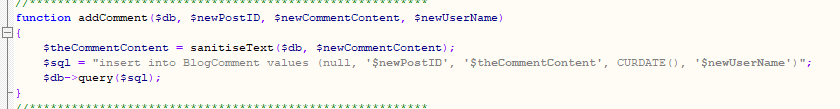 //************************************************************
function addComment($db, $newPostID, $newCommentContent, $newUserName)
{
$theCommentContent = sanitiseText($db, $newCommentContent);
$sql = "insert into BlogComment values (null, '$newPostID', '$theCommentContent', CURDATE(), '$newUserName')";
$db->query($sql);
}
//************************************************************